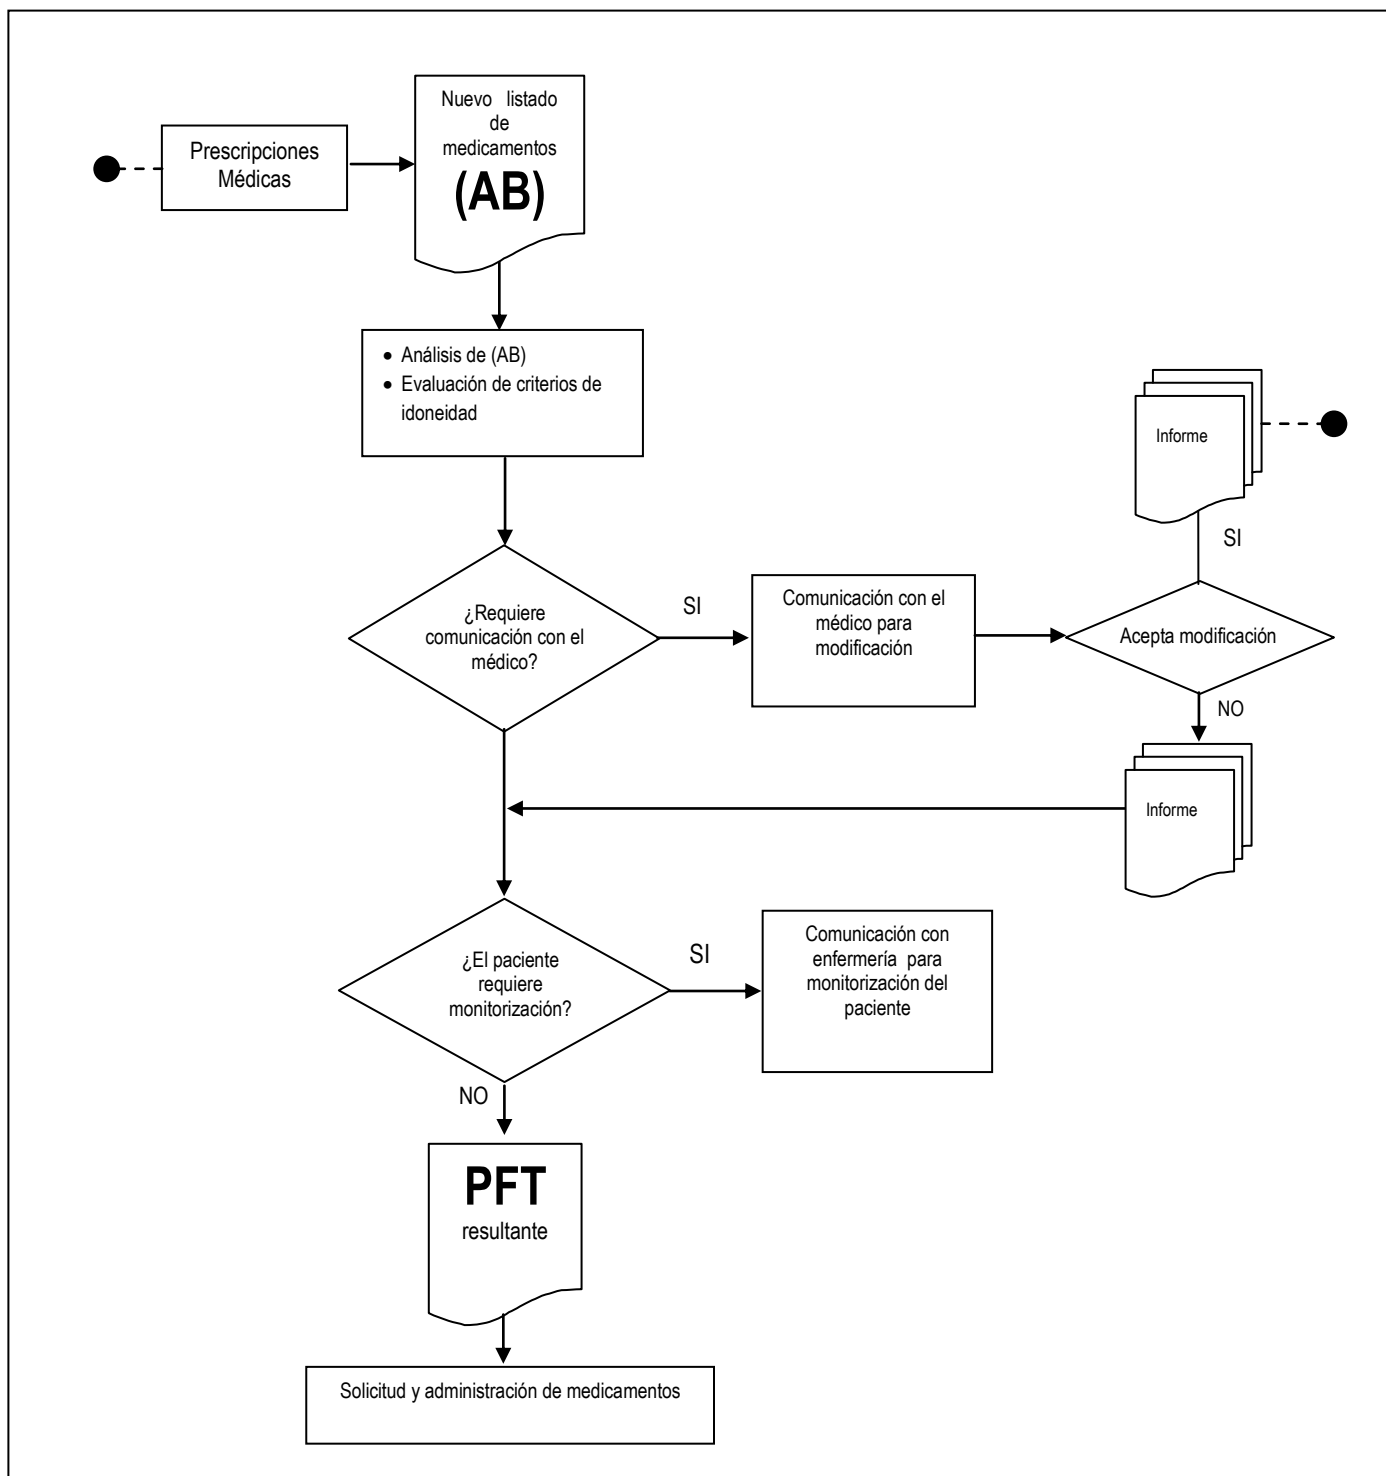 Prescripciones
Médicas
Nuevo listado
de
medicamentos
(AB)
• Análisis de (AB)
• Evaluación de criterios de
idoneidad
Informe
SI
¿Requiere
comunicación con el
médico?
SI
Comunicación con el
médico para
modificación
Acepta modificación
NO
Informe
¿El paciente
requiere
monitorización?
SI
Comunicación con
enfermería para
monitorización del
paciente
NO
PFT
resultante
Solicitud y administración de medicamentos